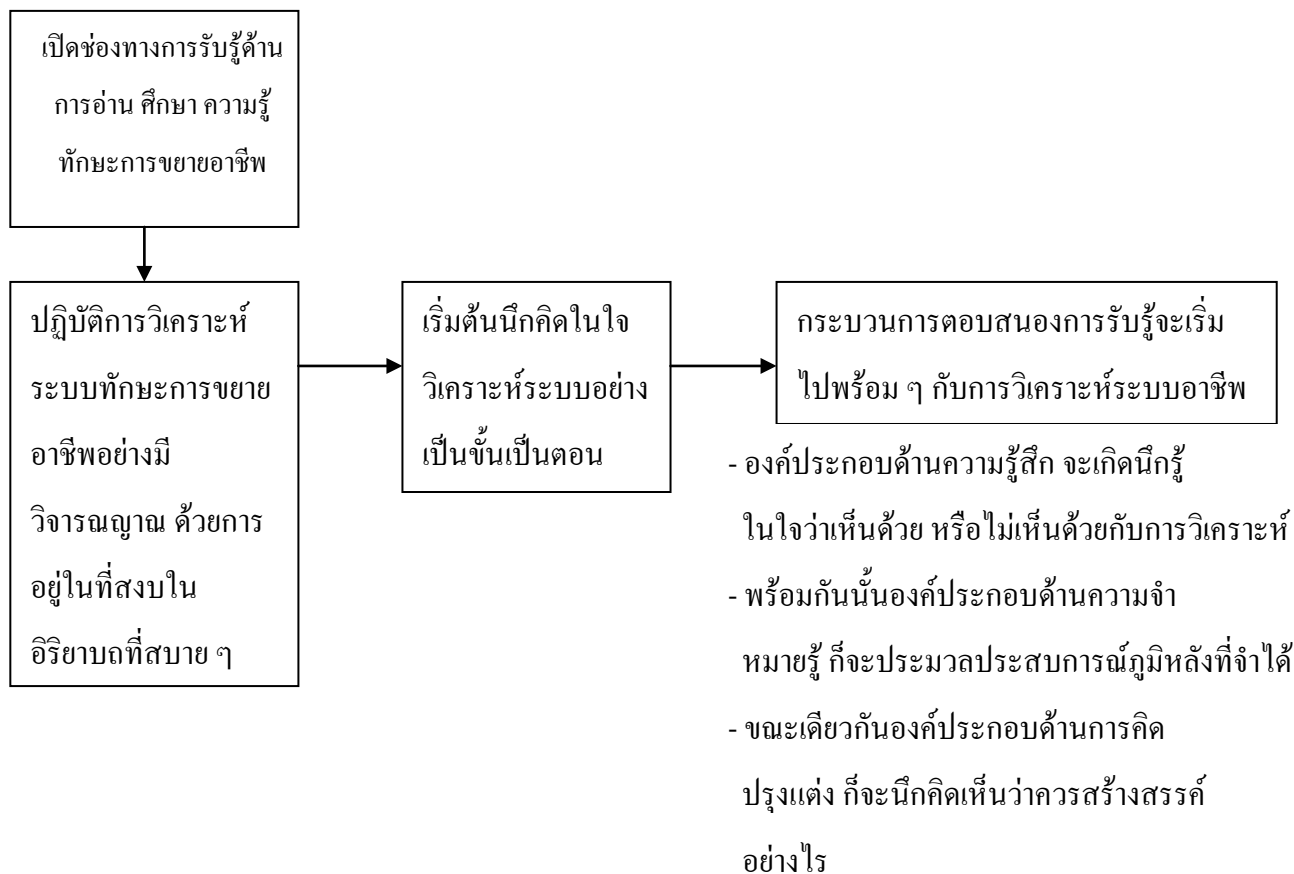 เปิดช่องทางการรับรู้ด้าน
การอ่าน ศึกษา ความรู้
ทักษะการขยายอาชีพ
ปฏิบัติการวิเคราะห์
ระบบทักษะการขยาย
อาชีพอย่างมี
วิจารณญาณ ด้วยการ
อยู่ในที่สงบใน
อิริยาบถที่สบาย ๆ
เริ่มต้นนึกคิดในใจ
วิเคราะห์ระบบอย่าง
เป็นขั้นเป็นตอน
กระบวนการตอบสนองการรับรู้จะเริ่ม
ไปพร้อม ๆ กับการวิเคราะห์ระบบอาชีพ
- องค์ประกอบด้านความรู้สึก จะเกิดนึกรู้
ในใจว่าเห็นด้วย หรือไม่เห็นด้วยกับการวิเคราะห์
- พร้อมกันนั้นองค์ประกอบด้านความจำ
หมายรู้ ก็จะประมวลประสบการณ์ภูมิหลังที่จำได้
- ขณะเดียวกันองค์ประกอบด้านการคิด
ปรุงแต่ง ก็จะนึกคิดเห็นว่าควรสร้างสรรค์
อย่างไร